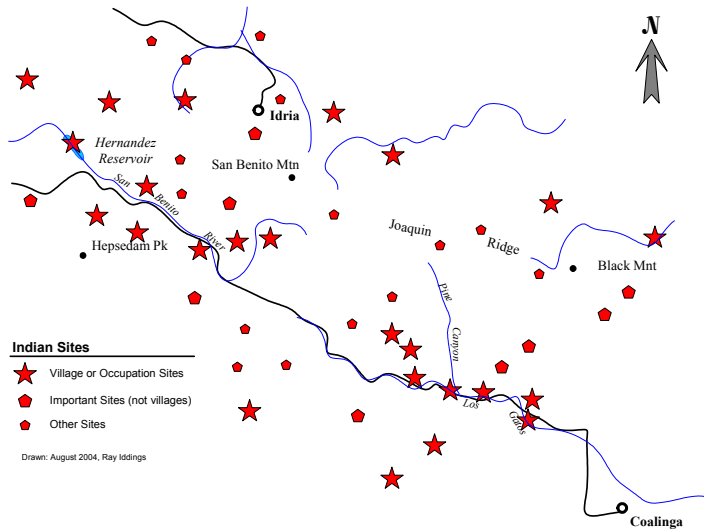 N
Idria
Hernandez
Reservoir
San Benito Mtn
San Benito River
Joaquin Ridge
Hepsedam Pk
Black Mnt
Pine Canyon
Indian Sites
Village or Occupation Sites
Important Sites (not villages)
Other Sites
Los Gatos
Drawn: August 2004, Ray Iddings
Coalinga